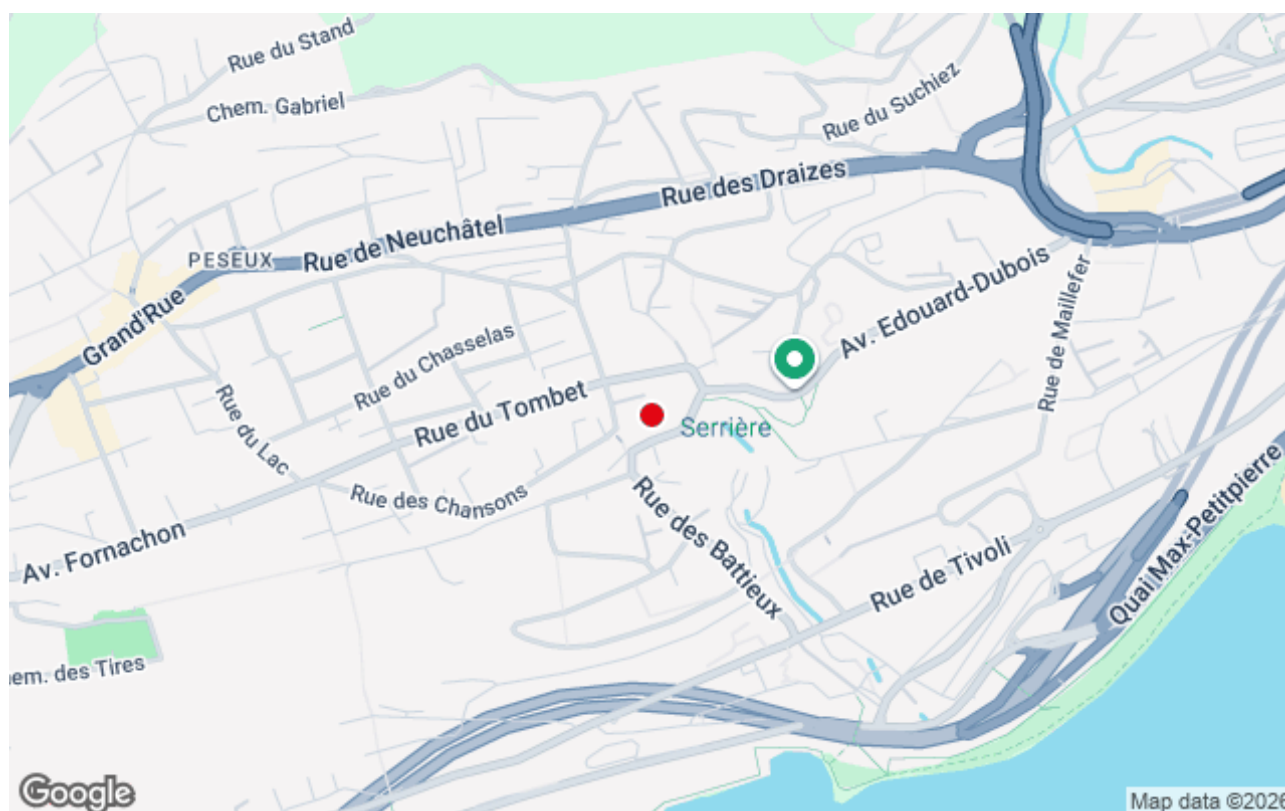 Rue du Stand
Chem. Gabriel
Rue du Suchiez
Rue des Draizes
Rue de Neuchâtel
PESEUX
Grand'Rue
Av. Edouard-Dubois
Rue de Maillefer
Rue du Chasselas
Rue du Tombet
Serrière
Rue du Lac
Rue des Chansons
Rue des Battieux
Av. Fornachon
Rue de Tivoli
Quai Max-Petitpierre
em. des Tires
Google
Map data ©2026